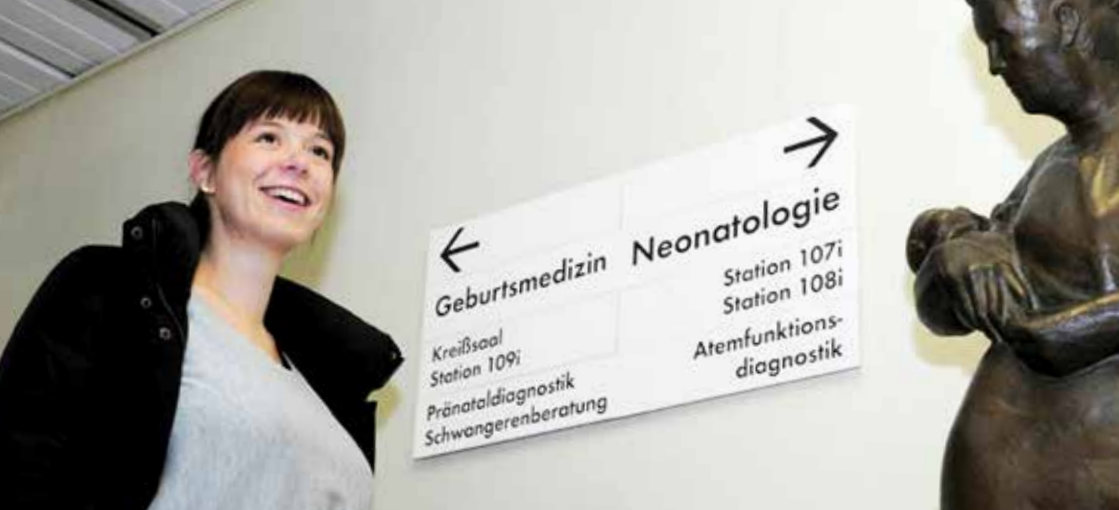 Geburtsmedizin
Kreißsaal
Station 109i
Pränataldiagnostik
Schwangerenberatung
Neonatologie
Station 107i
Station 108i
Atemfunktions-
diagnostik